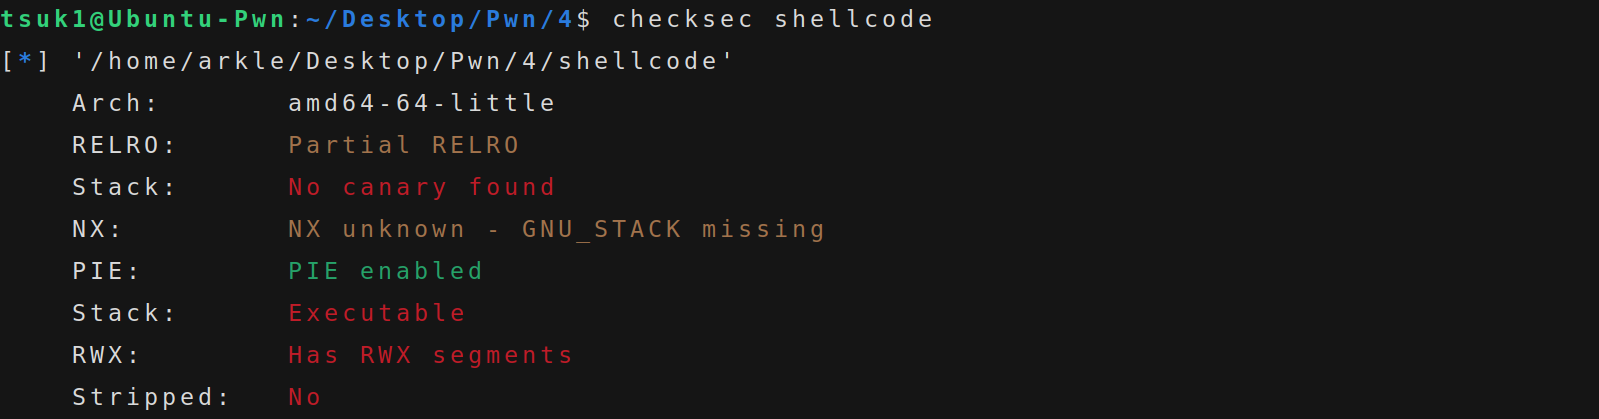 tsuk1@Ubuntu-Pwn:~/Desktop/Pwn/4$ checksec shellcode
[*] '/home/arkle/Desktop/Pwn/4/shellcode'
    Arch:       amd64-64-little
    RELRO:      Partial RELRO
    Stack:      No canary found
    NX:         NX unknown - GNU_STACK missing
    PIE:        PIE enabled
    Stack:      Executable
    RWX:        Has RWX segments
    Stripped:   No